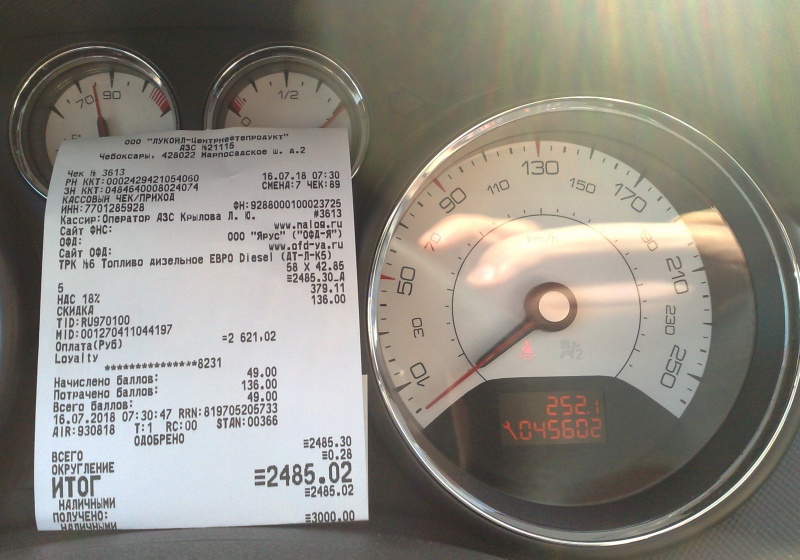 70 90
1/2
0
ООО "ЛУКОЙЛ-Центрнефтепродукт"
АЗС №21115
Чебоксары, 428022 Марпосадское ш. д.2
Чек № 3613
16.07.18 07:30
РН ККТ:0002429421054060
СМЕНА:7 ЧЕК:89
ЗН ККТ:0484640008024074
КАССОВЫЙ ЧЕК/ПРИХОД
ИНН:7701285928
ФН:9288000100023725
Кассир:Оператор АЗС Крылова Л. Ю.
#3613
Сайт ФНС:
www.nalog.ru
ОФД:
ООО "Ярус" ("ОФД-Я")
Сайт ОФД:
www.ofd-ya.ru
ТРК №6 Топливо дизельное ЕВРО Diesel (ДТ-Л-К5)
58 X 42.85
≡2485.30_А
5
379.11
НДС 18%
136.00
СКИДКА
TID:RU970100
MID:001270411044197
Оплата(Руб) =2 621,02
Loyalty
***************8231
Начислено баллов: 49.00
Потрачено баллов: 136.00
Всего баллов: 49.00
16.07.2018 07:30:47 RRN:819705206733
AIR:930818 T:1 RC:00 STAN:00366
ОДОБРЕНО
≡2485.30
ВСЕГО
≡0.28
ОКРУГЛЕНИЕ
ИТОГ ≡2485.02
НАЛИЧНЫМИ ≡2485.02
ПОЛУЧЕНО:
НАЛИЧНЫМИ ≡3000.00
10
30
50
70
90
110
130
150
170
210
230
250
km/h
252.1
045602